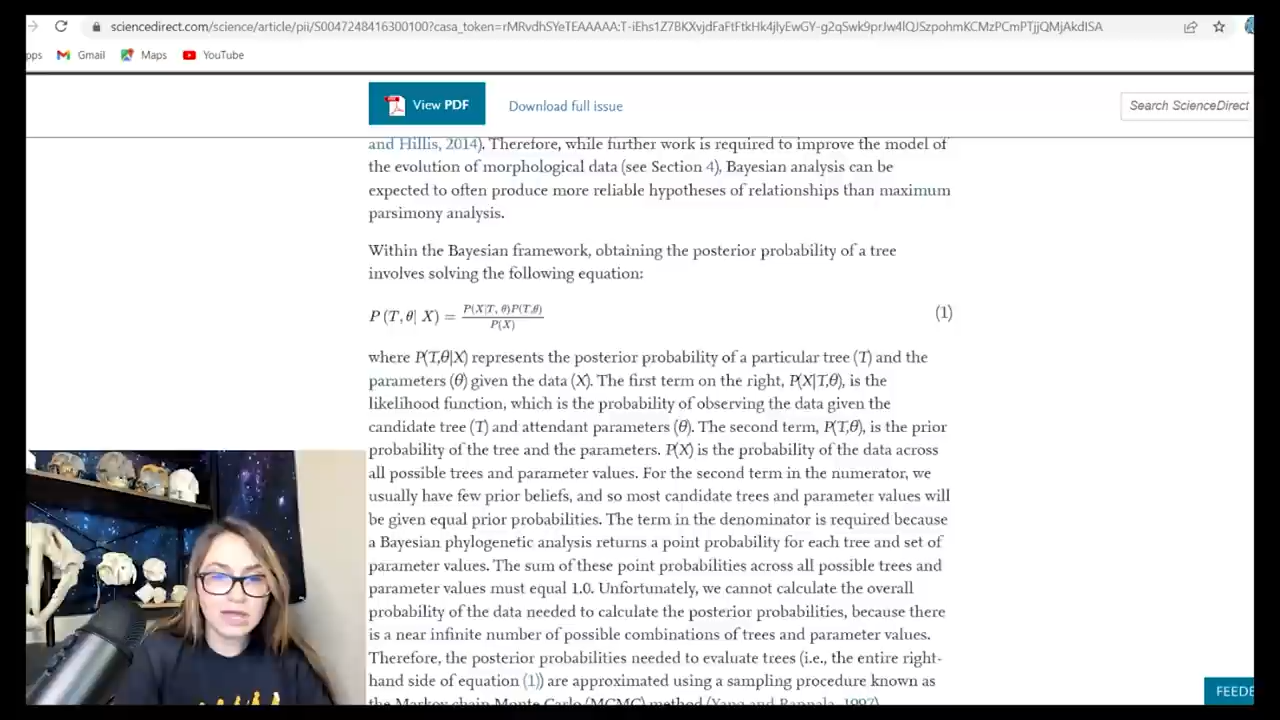 sciencedirect.com/science/article/pii/S0047248416300100?casa_token=rMRvdhSYeTEAAAAA:T-iEhs1Z7BKXvjdFaFtFtkHk4jlyEwGY-g2qSwk9prJw4lQJSzpohmKCMzPCmPTjjQMjAkdISA
Gmail Maps YouTube
View PDF Download full issue Search ScienceDirect
and Hillis, 2014). Therefore, while further work is required to improve the model of
the evolution of morphological data (see Section 4), Bayesian analysis can be
expected to often produce more reliable hypotheses of relationships than maximum
parsimony analysis.
Within the Bayesian framework, obtaining the posterior probability of a tree
involves solving the following equation:
P (T, θ| X) = P(X|T, θ)P(T,θ) / P(X) (1)
where P(T,θ|X) represents the posterior probability of a particular tree (T) and the
parameters (θ) given the data (X). The first term on the right, P(X|T,θ), is the
likelihood function, which is the probability of observing the data given the
candidate tree (T) and attendant parameters (θ). The second term, P(T,θ), is the prior
probability of the tree and the parameters. P(X) is the probability of the data across
all possible trees and parameter values. For the second term in the numerator, we
usually have few prior beliefs, and so most candidate trees and parameter values will
be given equal prior probabilities. The term in the denominator is required because
a Bayesian phylogenetic analysis returns a point probability for each tree and set of
parameter values. The sum of these point probabilities across all possible trees and
parameter values must equal 1.0. Unfortunately, we cannot calculate the overall
probability of the data needed to calculate the posterior probabilities, because there
is a near infinite number of possible combinations of trees and parameter values.
Therefore, the posterior probabilities needed to evaluate trees (i.e., the entire right-
hand side of equation (1)) are approximated using a sampling procedure known as
the Markov chain Monte Carlo (MCMC) method (Yang and Rannala, 1997)
FEEDB